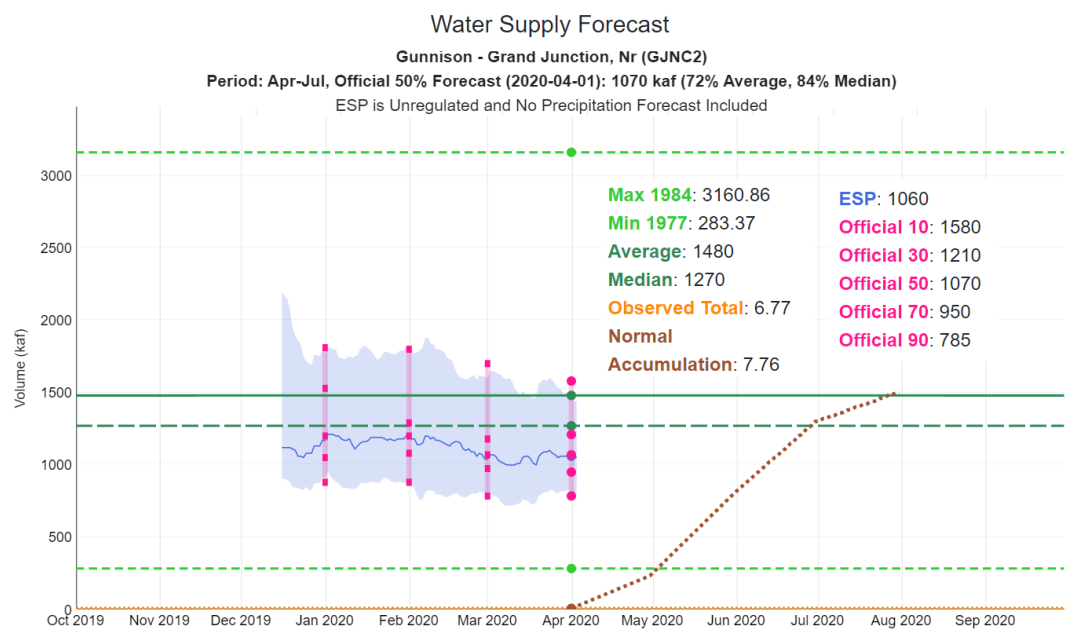 Water Supply Forecast
Gunnison - Grand Junction, Nr (GJNC2)
Period: Apr-Jul, Official 50% Forecast (2020-04-01): 1070 kaf (72% Average, 84% Median)
ESP is Unregulated and No Precipitation Forecast Included
Volume (kaf)
3000
2500
2000
1500
1000
500
0
Max 1984: 3160.86
Min 1977: 283.37
Average: 1480
Median: 1270
Observed Total: 6.77
Normal
Accumulation: 7.76
ESP: 1060
Official 10: 1580
Official 30: 1210
Official 50: 1070
Official 70: 950
Official 90: 785
Oct 2019 Nov 2019 Dec 2019 Jan 2020 Feb 2020 Mar 2020 Apr 2020 May 2020 Jun 2020 Jul 2020 Aug 2020 Sep 2020